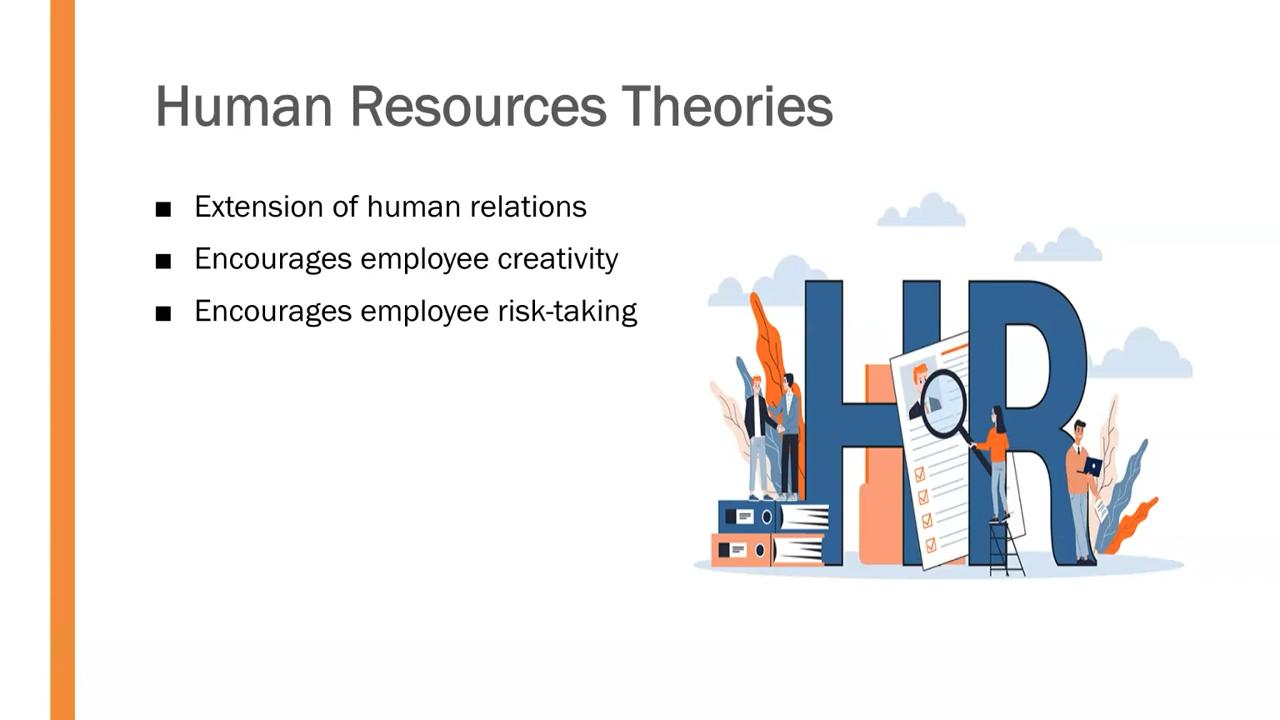 Human Resources Theories
■ Extension of human relations
■ Encourages employee creativity
■ Encourages employee risk-taking
HR